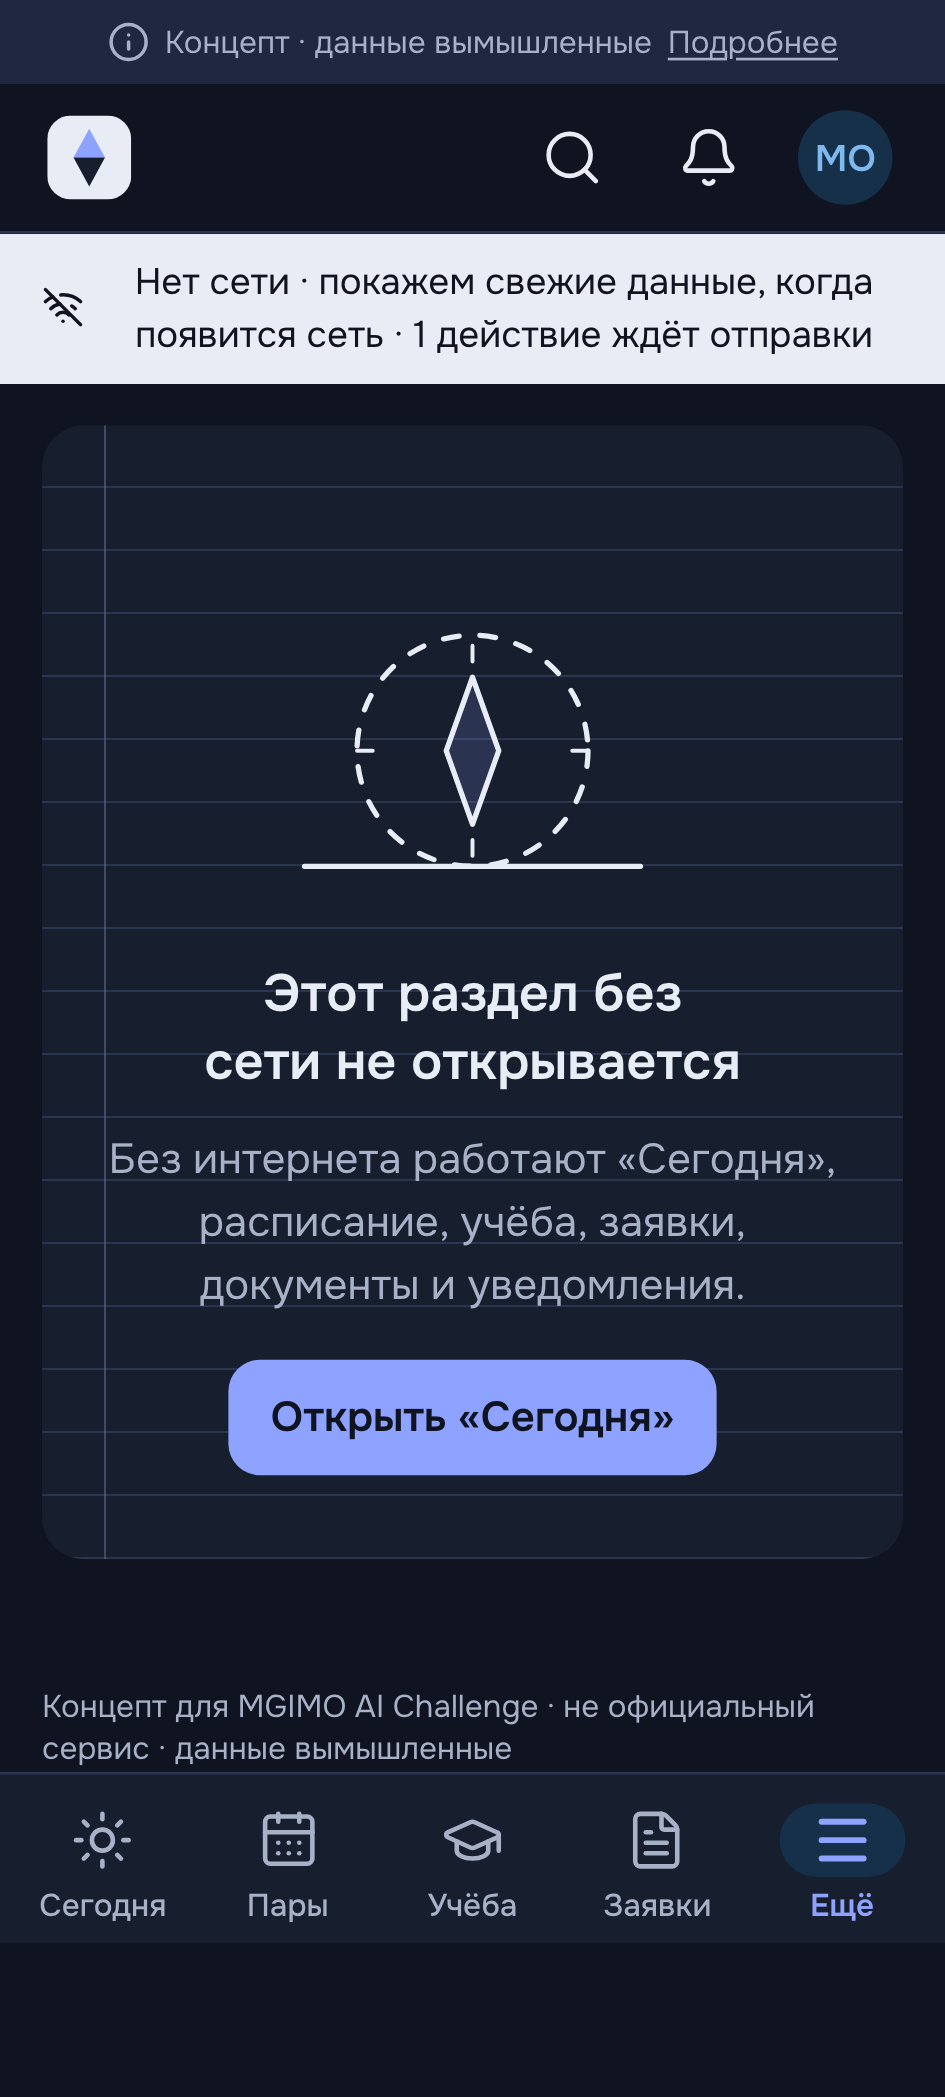 Концепт · данные вымышленные Подробнее
МО
Нет сети · покажем свежие данные, когда
появится сеть · 1 действие ждёт отправки
Этот раздел без
сети не открывается
Без интернета работают «Сегодня»,
расписание, учёба, заявки,
документы и уведомления.
Открыть «Сегодня»
Концепт для MGIMO AI Challenge · не официальный
сервис · данные вымышленные
Сегодня Пары Учёба Заявки Ещё